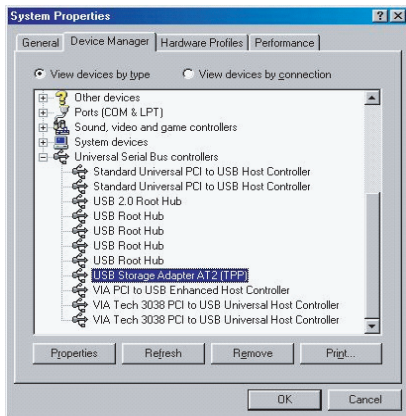 System Properties
General Device Manager Hardware Profiles Performance
View devices by type View devices by connection
Other devices
Ports (COM & LPT)
Sound, video and game controllers
System devices
Universal Serial Bus controllers
Standard Universal PCI to USB Host Controller
Standard Universal PCI to USB Host Controller
USB 2.0 Root Hub
USB Root Hub
USB Root Hub
USB Root Hub
USB Root Hub
USB Storage Adapter AT2 (TPP)
VIA PCI to USB Enhanced Host Controller
VIA Tech 3038 PCI to USB Universal Host Controller
VIA Tech 3038 PCI to USB Universal Host Controller
Properties Refresh Remove Print...
OK Cancel